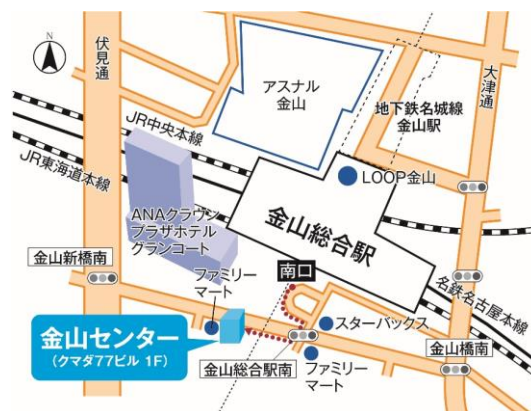 伏見通
大津通
アスナル
金山
地下鉄名城線
金山駅
JR中央本線
JR東海道本線
LOOP金山
ANAクラウン
プラザホテル
グランコート
金山総合駅
金山新橋南
南口
ファミリー
マート
名鉄名古屋本線
スターバックス
金山センター
(クマダ77ビル 1F)
金山橋南
金山総合駅南
ファミリー
マート